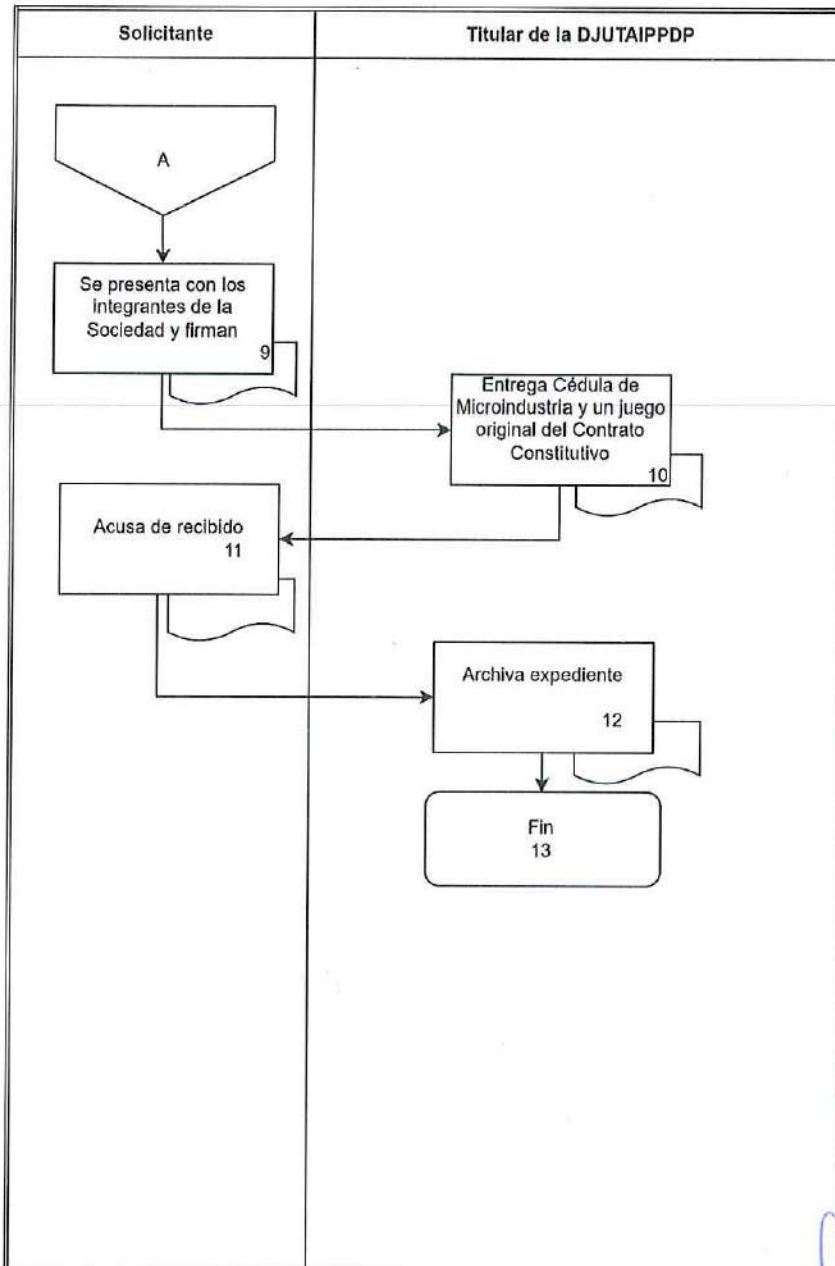 Solicitante
Titular de la DJUTAIPPDP
A
Se presenta con los
integrantes de la
Sociedad y firman
9
Entrega Cédula de
Microindustria y un juego
original del Contrato
Constitutivo
10
Acusa de recibido
11
Archiva expediente
12
Fin
13